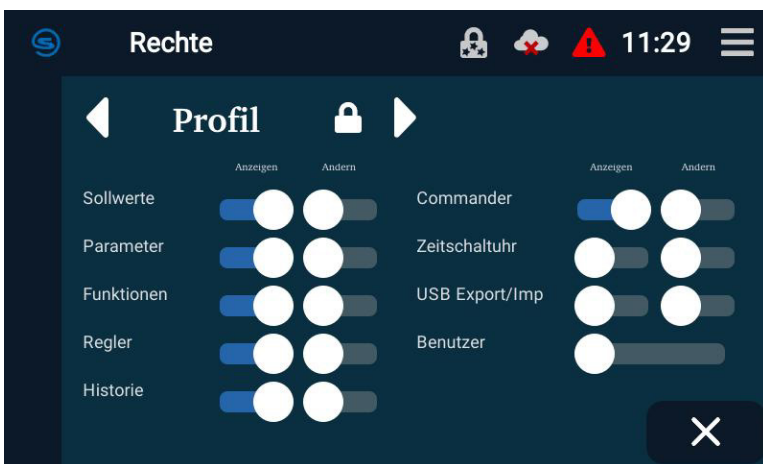 Rechte 11:29
Profil
Anzeigen Andern Anzeigen Andern
Sollwerte Commander
Parameter Zeitschaltuhr
Funktionen USB Export/Imp
Regler Benutzer
Historie